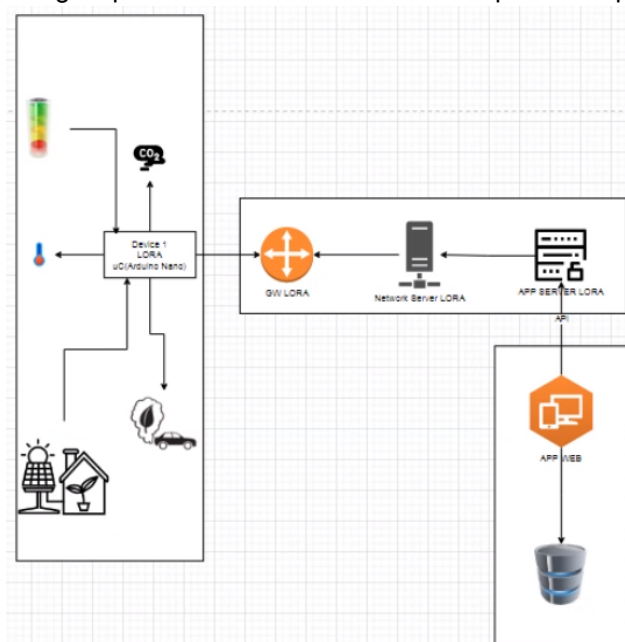 CO2
Device 1
LORA
uC(Arduino Nano)
GW LORA
Network Server LORA
APP SERVER LORA
API
APP WEB